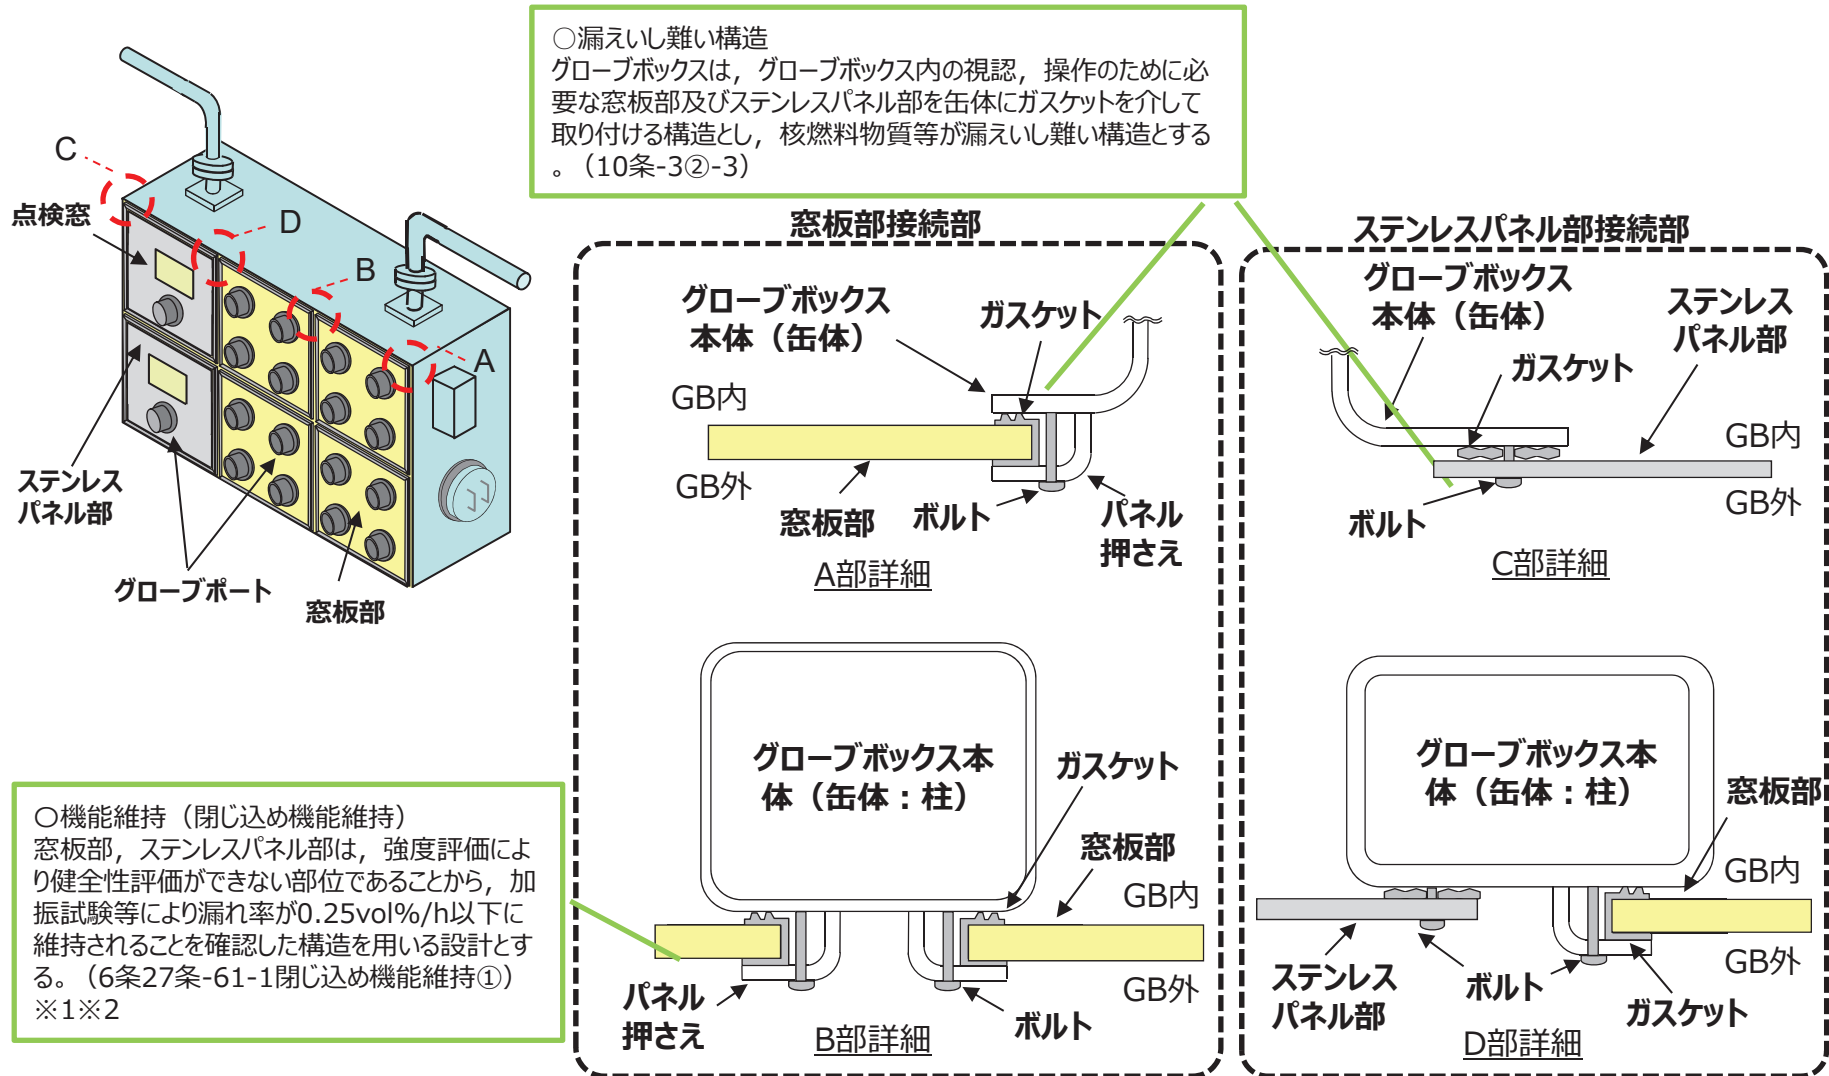 ○漏えいし難い構造
グローブボックスは，グローブボックス内の視認，操作のために必
要な窓板部及びステンレスパネル部を缶体にガスケットを介して
取り付ける構造とし，核燃料物質等が漏えいし難い構造とする
。（10条-3②-3）
C
点検窓
D
B
A
ステンレス
パネル部
グローブポート
窓板部
窓板部接続部
グローブボックス
本体（缶体）
ガスケット
GB内
GB外
窓板部
ボルト
パネル
押さえ
A部詳細
グローブボックス本
体（缶体：柱）
ガスケット
窓板部
GB内
GB外
パネル
押さえ
ボルト
B部詳細
ステンレスパネル部接続部
グローブボックス
本体（缶体）
ステンレス
パネル部
ガスケット
GB内
GB外
ボルト
C部詳細
グローブボックス本
体（缶体：柱）
窓板部
GB内
GB外
ステンレス
パネル部
ボルト
ガスケット
D部詳細
○機能維持（閉じ込め機能維持）
窓板部，ステンレスパネル部は，強度評価によ
り健全性評価ができない部位であることから，加
振試験等により漏れ率が0.25vol%/h以下に
維持されることを確認した構造を用いる設計とす
る。（6条27条-61-1閉じ込め機能維持①）
※1※2